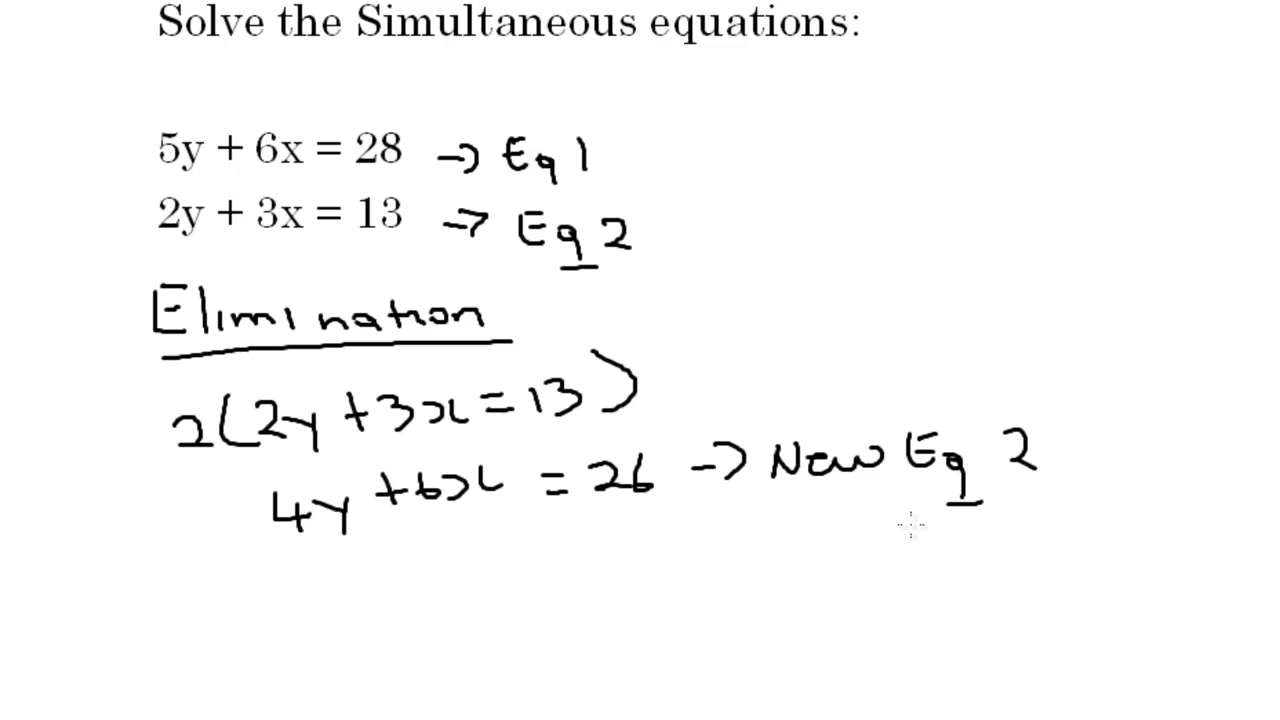 Solve the Simultaneous equations:
5y + 6x = 28 -> Eq 1
2y + 3x = 13 -> Eq 2
Elimination
2(2y + 3x = 13)
4y + 6x = 26 -> New Eq 2